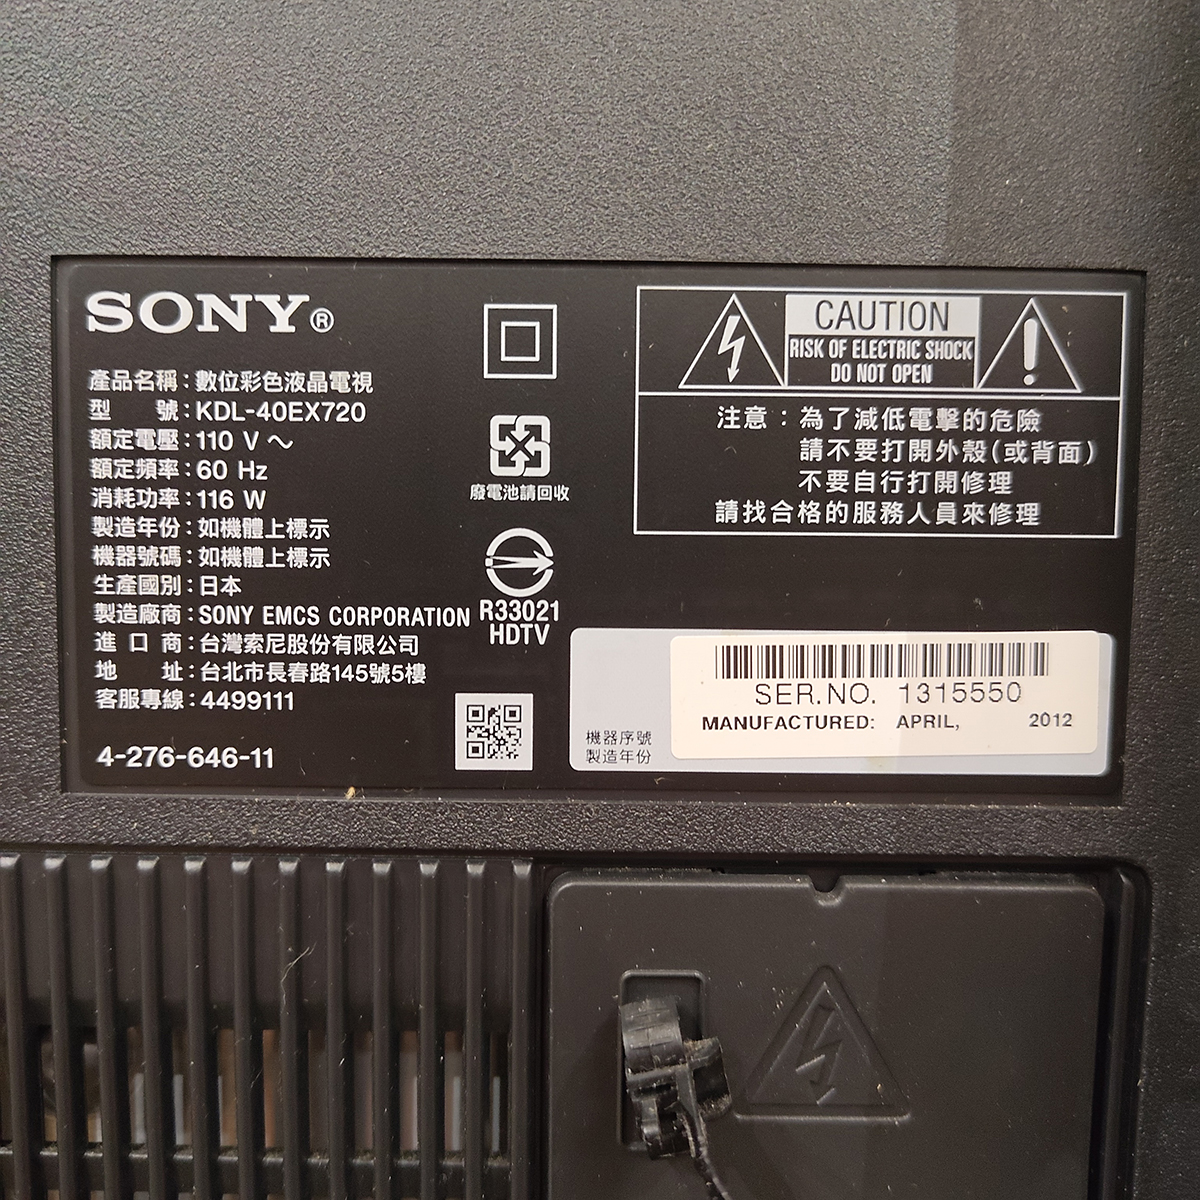 SONY®
產品名稱：數位彩色液晶電視
型 號：KDL-40EX720
額定電壓：110 V ～
額定頻率：60 Hz
消耗功率：116 W
製造年份：如機體上標示
機器號碼：如機體上標示
生產國別：日本
製造廠商：SONY EMCS CORPORATION
進口商：台灣索尼股份有限公司
地 址：台北市長春路145號5樓
客服專線：4499111
4-276-646-11
廢電池請回收
R33021
HDTV
CAUTION
RISK OF ELECTRIC SHOCK
DO NOT OPEN
注意：為了減低電擊的危險
請不要打開外殼(或背面)
不要自行打開修理
請找合格的服務人員來修理
機器序號
製造年份
SER.NO. 1315550
MANUFACTURED: APRIL, 2012